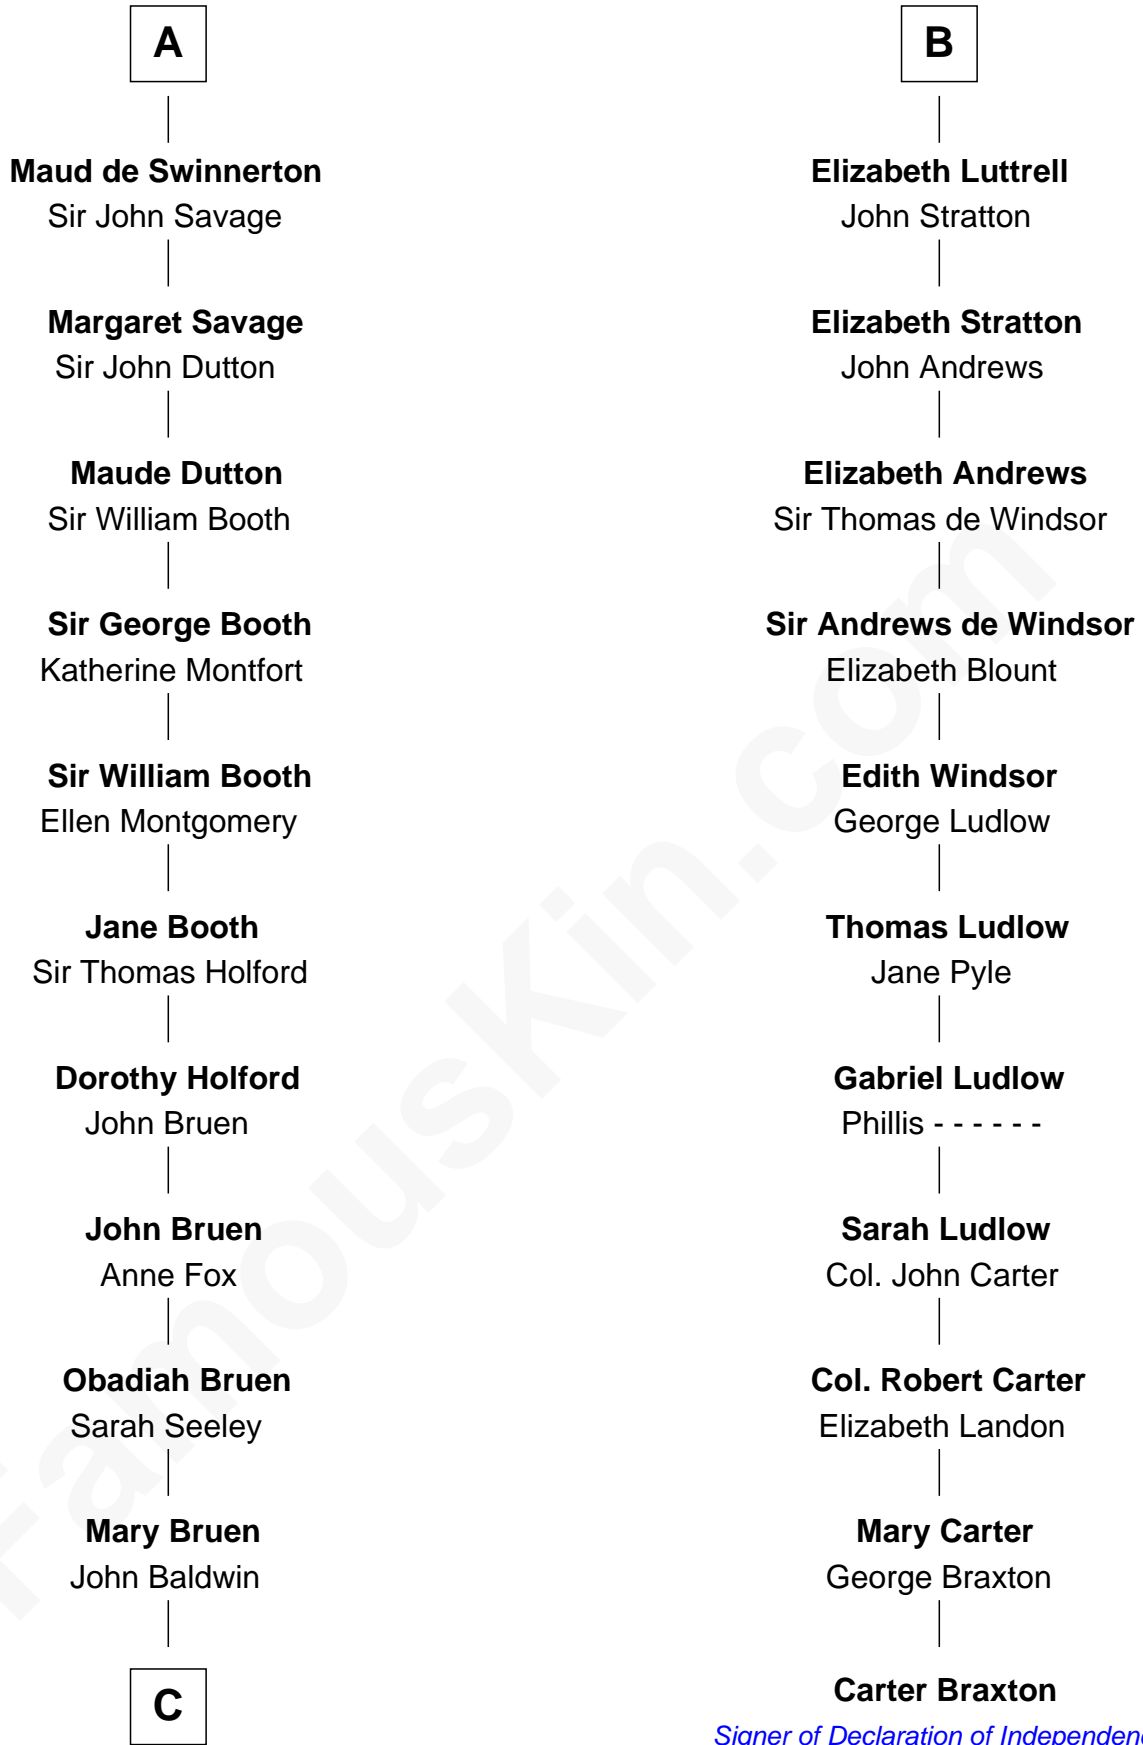 A
Maud de Swinnerton
Sir John Savage
Margaret Savage
Sir John Dutton
Maude Dutton
Sir William Booth
Sir George Booth
Katherine Montfort
Sir William Booth
Ellen Montgomery
Jane Booth
Sir Thomas Holford
Dorothy Holford
John Bruen
John Bruen
Anne Fox
Obadiah Bruen
Sarah Seeley
Mary Bruen
John Baldwin
C
B
Elizabeth Luttrell
John Stratton
Elizabeth Stratton
John Andrews
Elizabeth Andrews
Sir Thomas de Windsor
Sir Andrews de Windsor
Elizabeth Blount
Edith Windsor
George Ludlow
Thomas Ludlow
Jane Pyle
Gabriel Ludlow
Phillis - - - - - -
Sarah Ludlow
Col. John Carter
Col. Robert Carter
Elizabeth Landon
Mary Carter
George Braxton
Carter Braxton
Signer of Declaration of Independenc
FamousKin.com